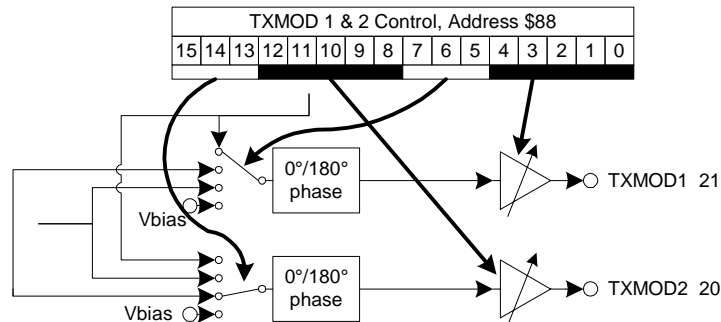 TXMOD 1 & 2 Control, Address $88
15 14 13 12 11 10 9 8 7 6 5 4 3 2 1 0
0°/180°
phase
TXMOD1 21
Vbias
0°/180°
phase
TXMOD2 20
Vbias